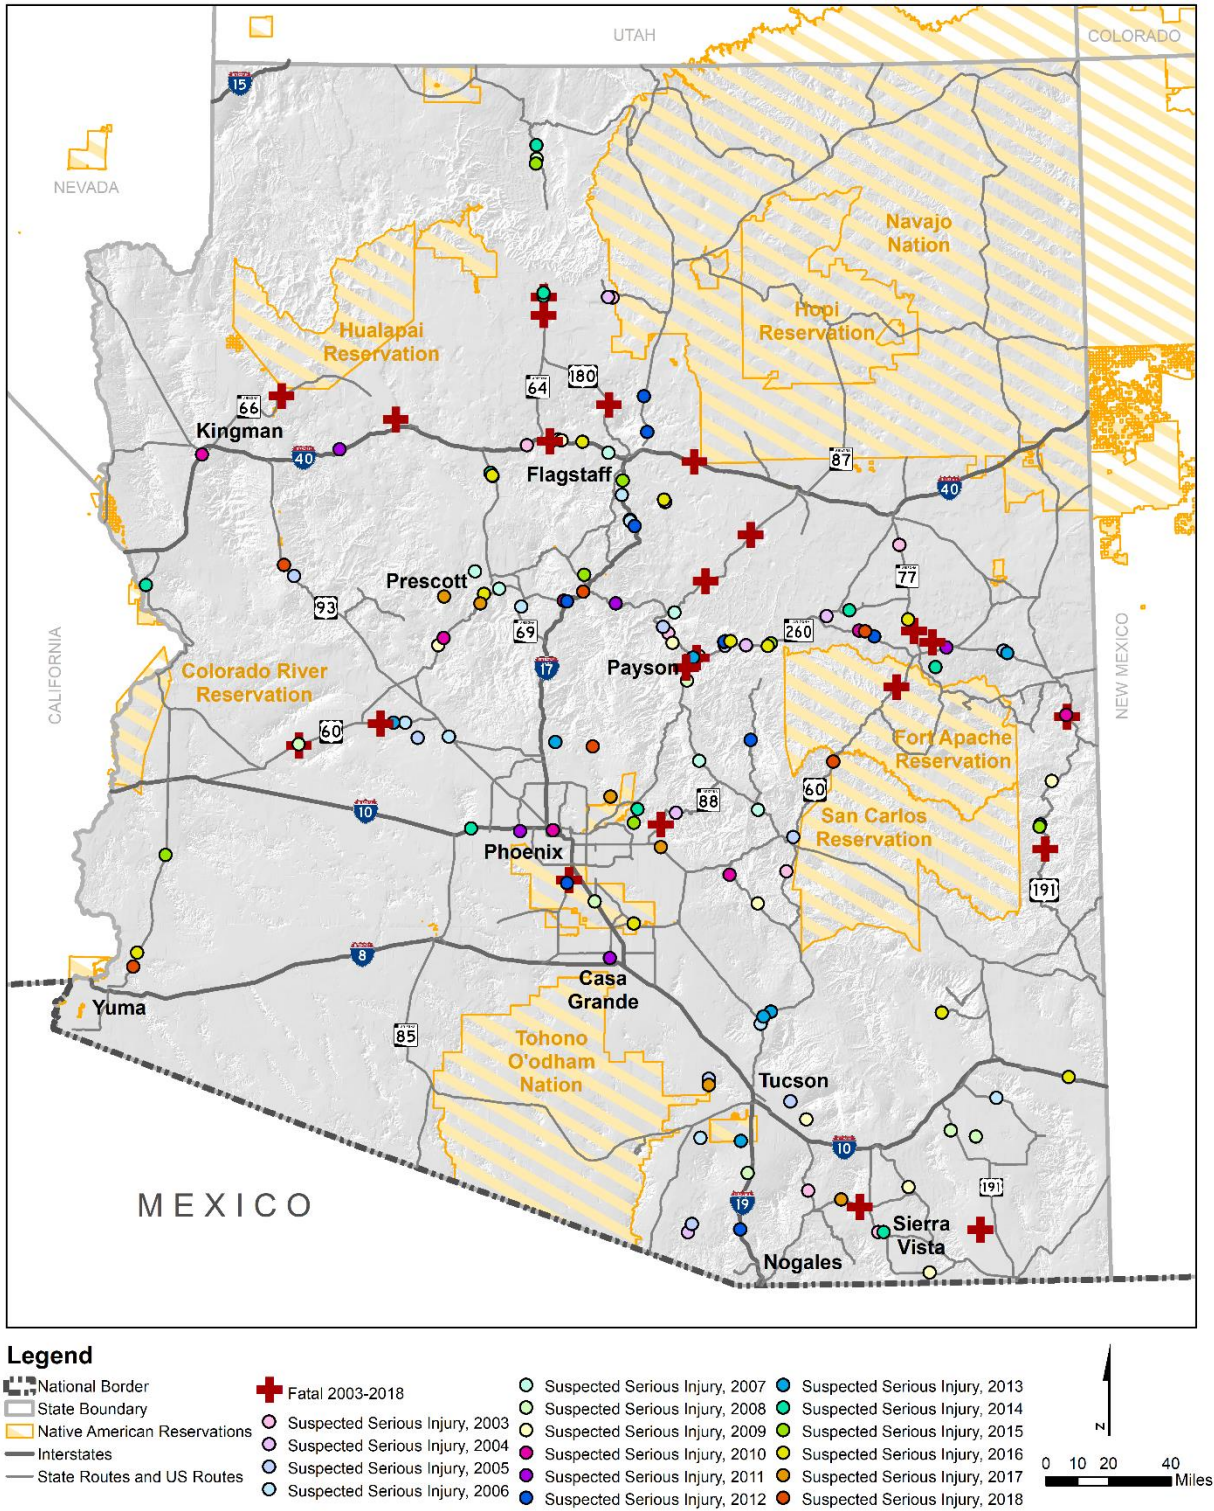 UTAH
COLORADO
15
NEVADA
Navajo
Nation
Hopi
Reservation
Hualapai
Reservation
64
180
66
Kingman
40
Flagstaff
87
40
Prescott
77
93
69
260
17
Payson
CALIFORNIA
NEW MEXICO
Colorado River
Reservation
60
Fort Apache
Reservation
60
88
10
San Carlos
Reservation
Phoenix
191
8
Casa
Grande
Yuma
85
Tohono
O'odham
Nation
Tucson
10
191
MEXICO
19
Sierra
Vista
Nogales
Legend
National Border
State Boundary
Native American Reservations
Interstates
State Routes and US Routes
Fatal 2003-2018
Suspected Serious Injury, 2003
Suspected Serious Injury, 2004
Suspected Serious Injury, 2005
Suspected Serious Injury, 2006
Suspected Serious Injury, 2007
Suspected Serious Injury, 2008
Suspected Serious Injury, 2009
Suspected Serious Injury, 2010
Suspected Serious Injury, 2011
Suspected Serious Injury, 2012
Suspected Serious Injury, 2013
Suspected Serious Injury, 2014
Suspected Serious Injury, 2015
Suspected Serious Injury, 2016
Suspected Serious Injury, 2017
Suspected Serious Injury, 2018
N
0 10 20 40
Miles